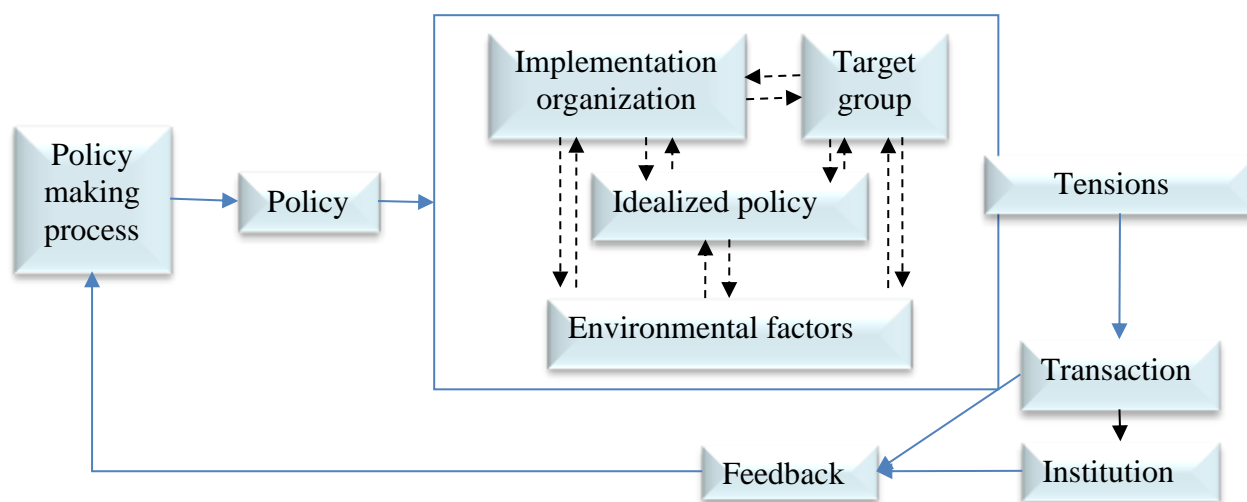 Implementation
organization
Target
group
Policy
making
process
Policy
Idealized policy
Tensions
Environmental factors
Transaction
Feedback
Institution